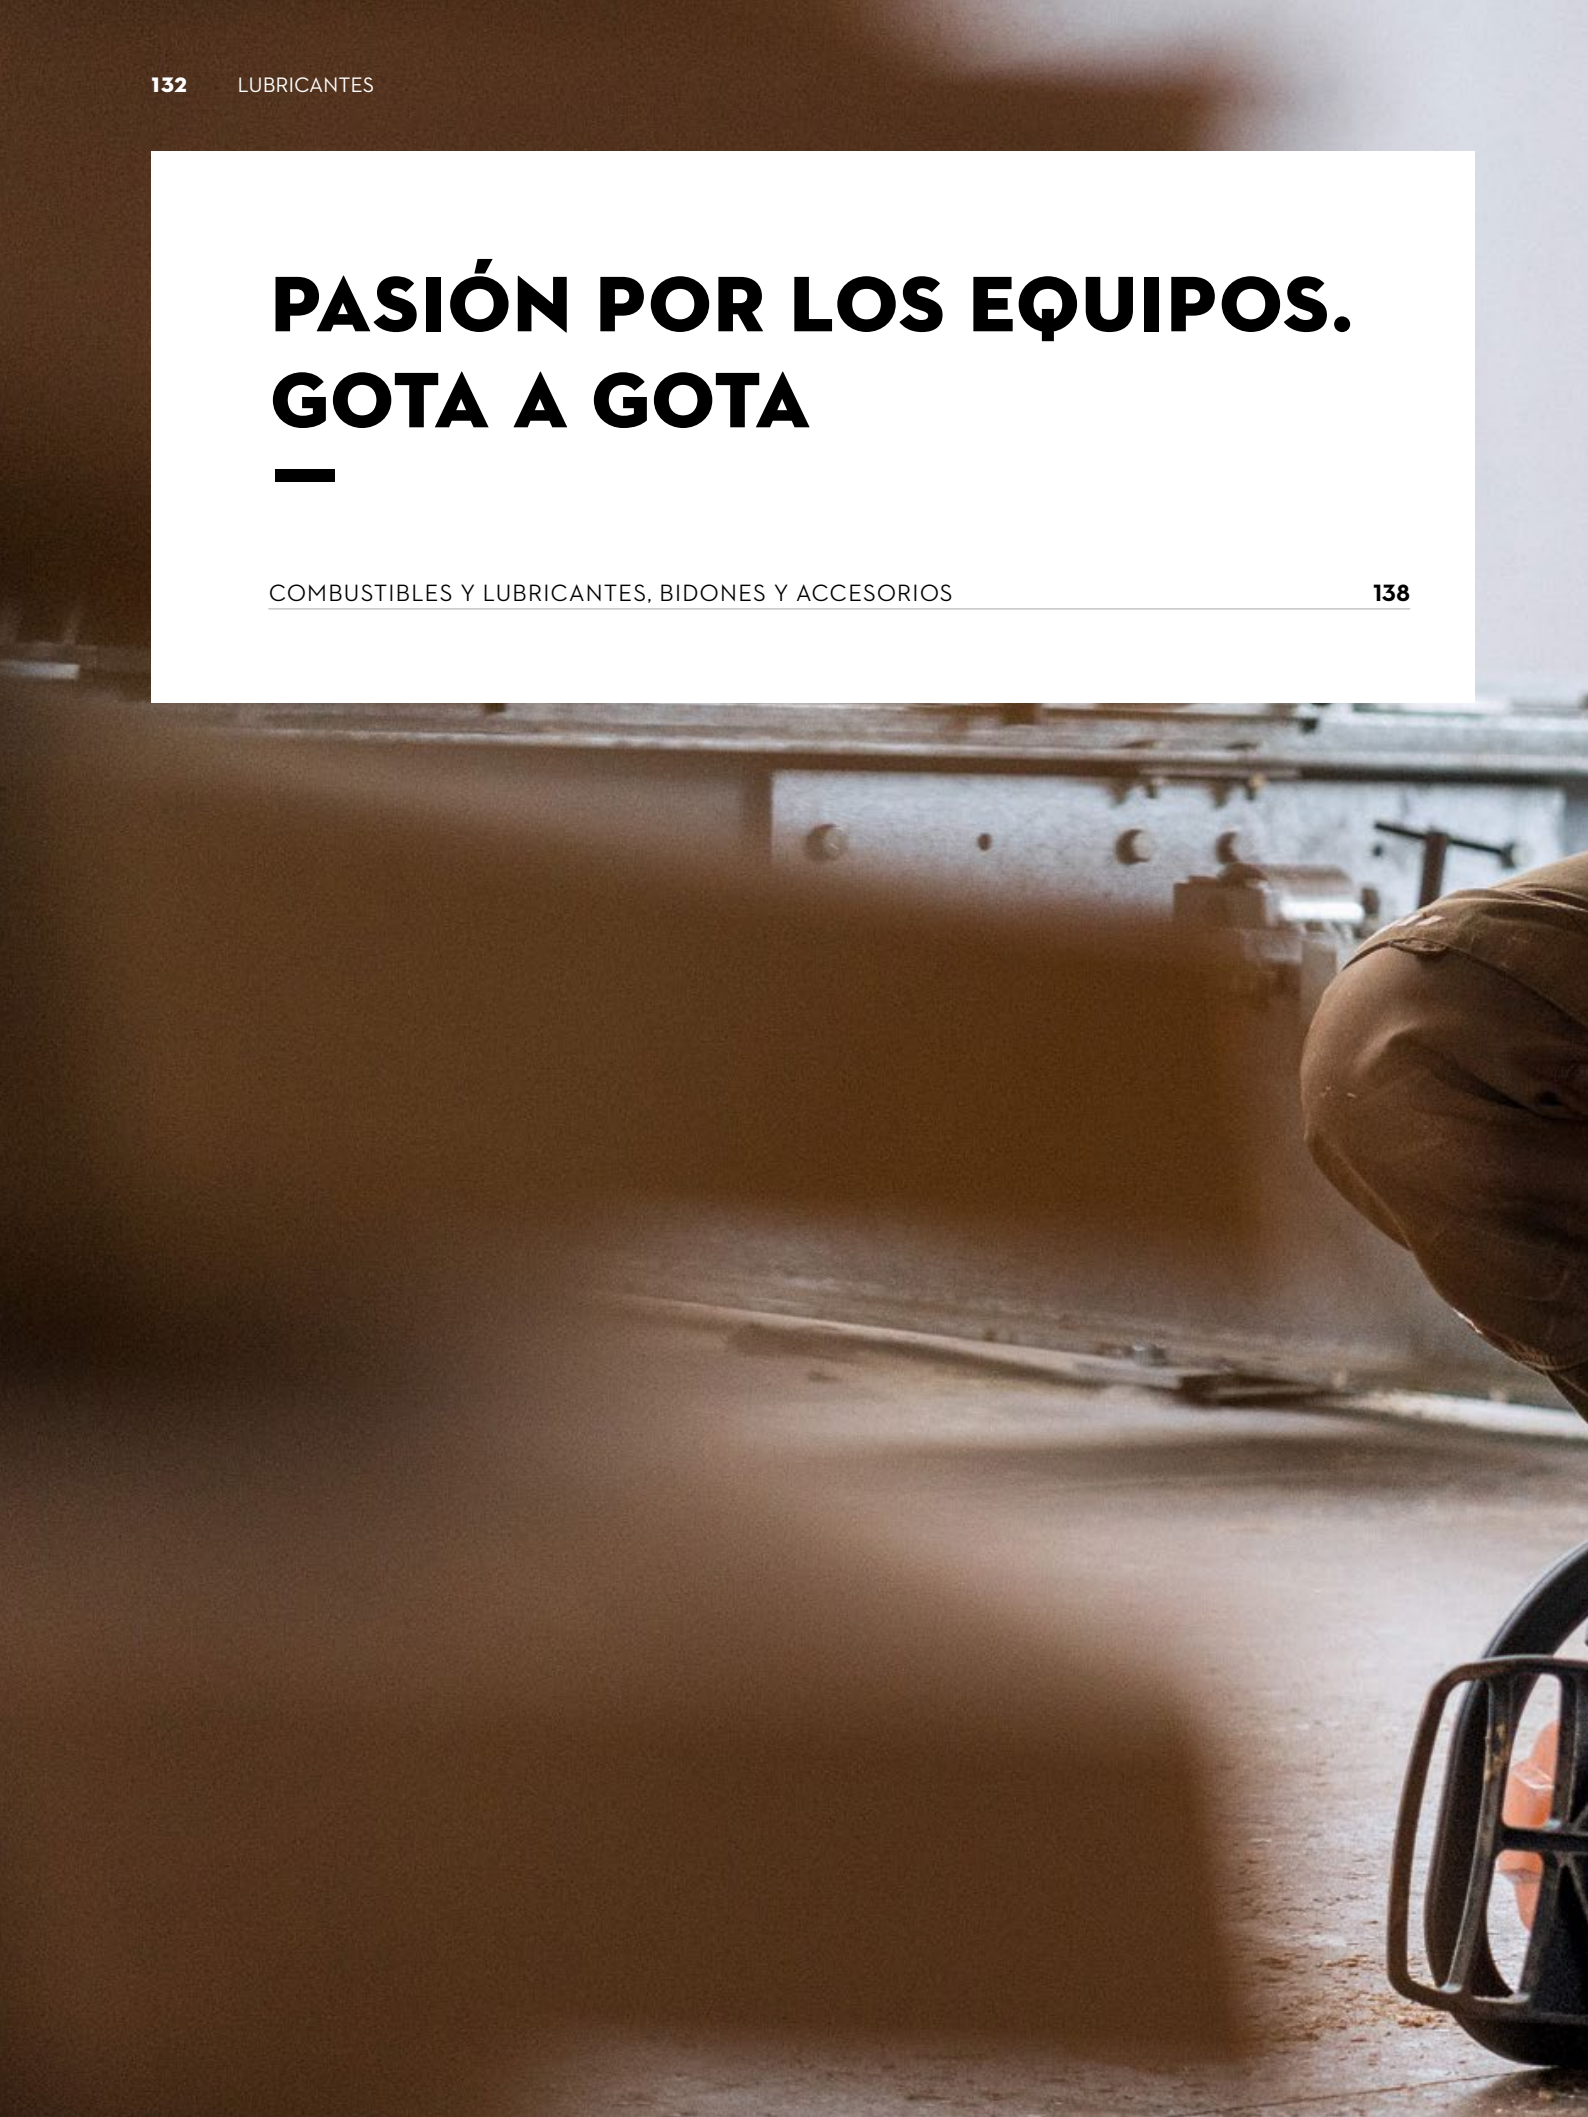 132 LUBRICANTES
PASIÓN POR LOS EQUIPOS.
GOTA A GOTA
COMBUSTIBLES Y LUBRICANTES, BIDONES Y ACCESORIOS 138